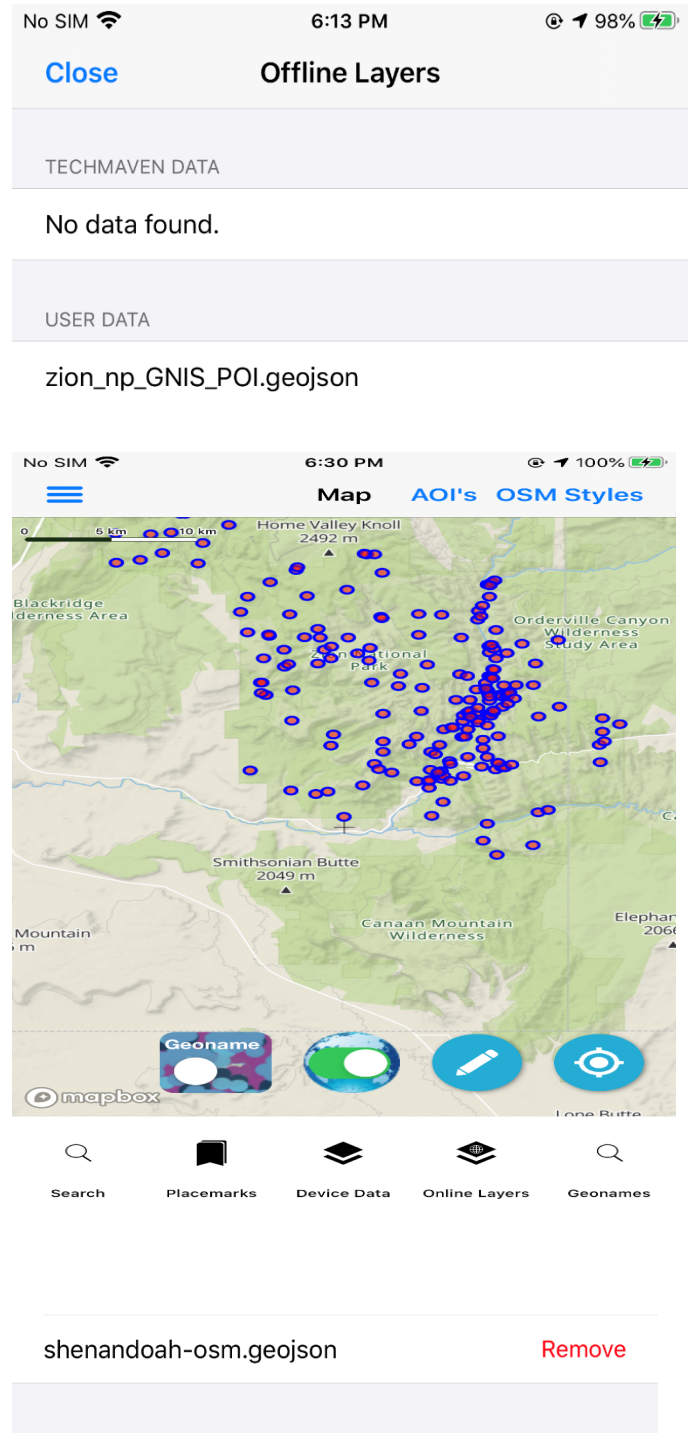 No SIM 6:13 PM 98%
Close Offline Layers
TECHMAVEN DATA
No data found.
USER DATA
zion_np_GNIS_POI.geojson
No SIM 6:30 PM 100%
Map AOI's OSM Styles
0 5 km 10 km
Home Valley Knoll
2492 m
Blackridge
lderness Area
Orderville Canyon
Wilderness
Study Area
Zion National
Park
Smithsonian Butte
2049 m
Canaan Mountain
Wilderness
Elephan
2066
Mountain
m
Geoname
mapbox
Lone Butte
Search Placemarks Device Data Online Layers Geonames
shenandoah-osm.geojson Remove